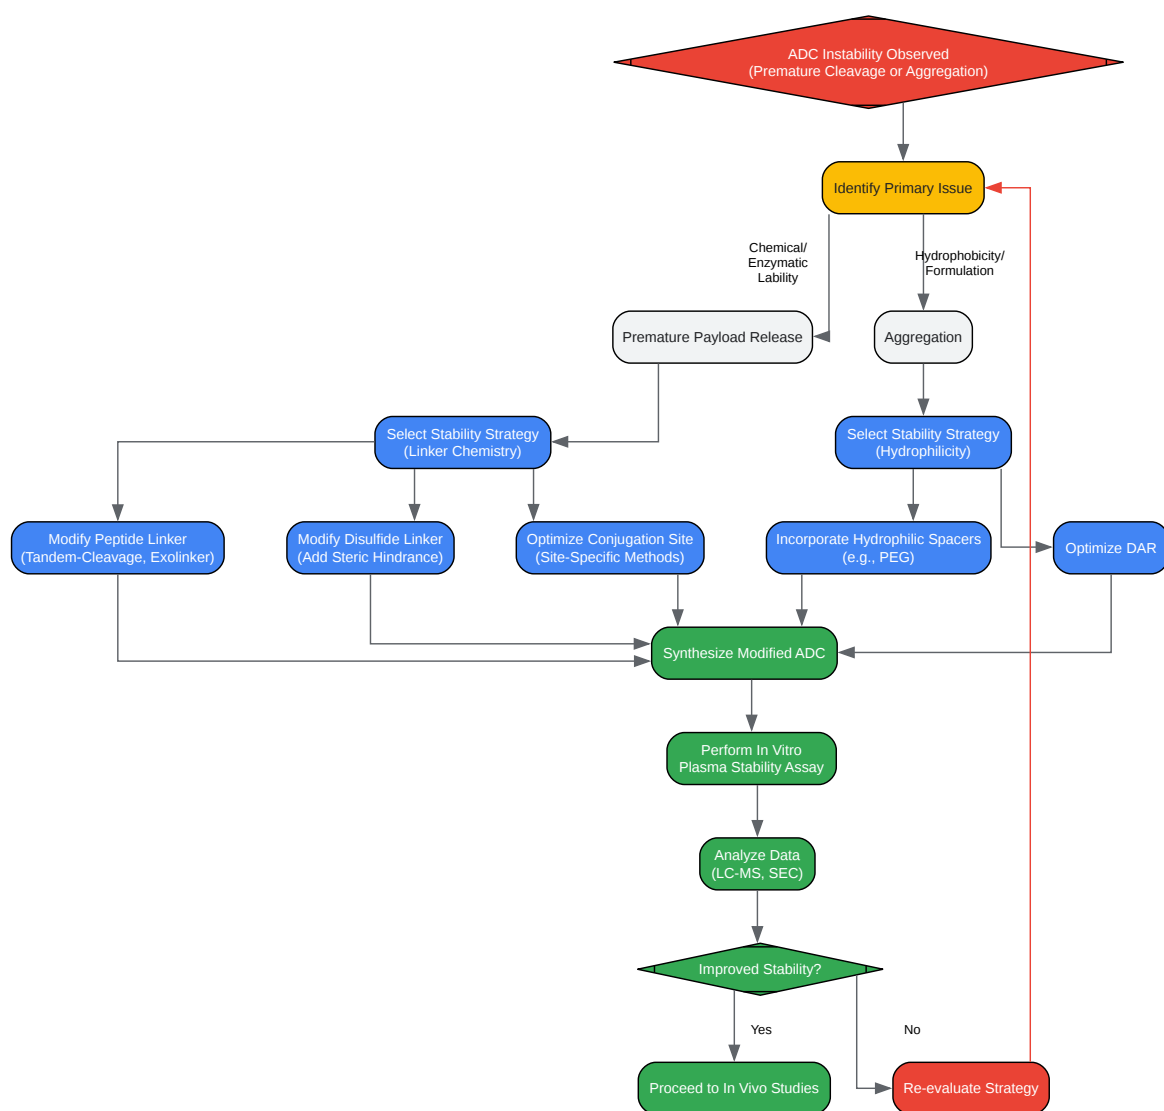 ADC Instability Observed
(Premature Cleavage or Aggregation)
Identify Primary Issue
Chemical/
Enzymatic
Lability
Hydrophobicity/
Formulation
Premature Payload Release
Aggregation
Select Stability Strategy
(Linker Chemistry)
Select Stability Strategy
(Hydrophilicity)
Modify Peptide Linker
(Tandem-Cleavage, Exolinker)
Modify Disulfide Linker
(Add Steric Hindrance)
Optimize Conjugation Site
(Site-Specific Methods)
Incorporate Hydrophilic Spacers
(e.g., PEG)
Optimize DAR
Synthesize Modified ADC
Perform In Vitro
Plasma Stability Assay
Analyze Data
(LC-MS, SEC)
Improved Stability?
Yes
No
Proceed to In Vivo Studies
Re-evaluate Strategy